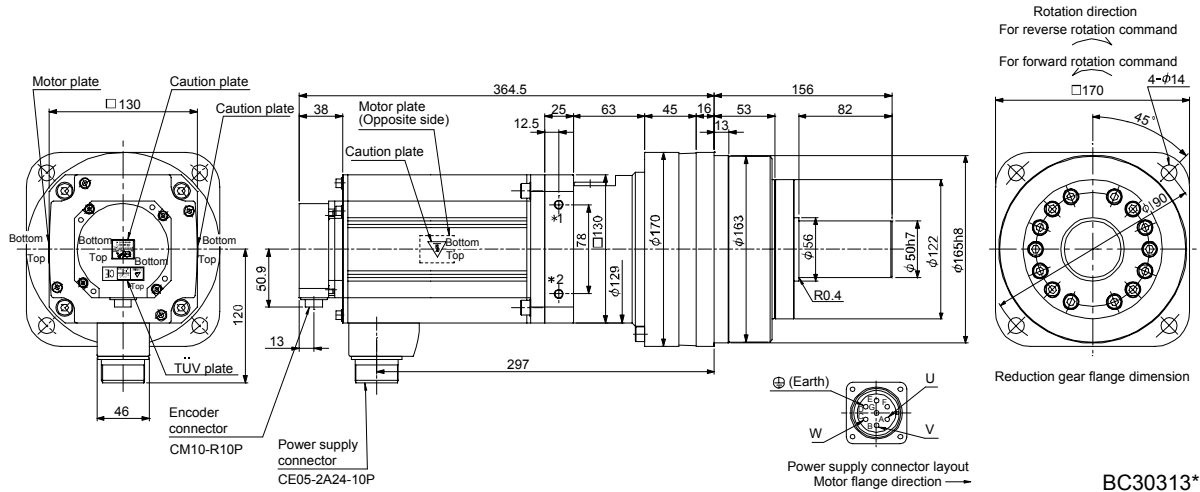 Rotation direction
For reverse rotation command
For forward rotation command
4-φ14
□170
45°
φ190
Reduction gear flange dimension
Motor plate
Caution plate
□130
Caution plate
Bottom
Top
Bottom
Top
Bottom
Top
Bottom
Top
TÜV plate
46
120
364.5
156
38
Motor plate
(Opposite side)
25
63
45
16
53
82
12.5
13
Caution plate
*1
Bottom
Top
78
*2
□130
φ129
φ170
φ163
φ56
φ50h7
φ122
φ165h8
R0.4
50.9
13
297
Encoder
connector
CM10-R10P
Power supply
connector
CE05-2A24-10P
(Earth)
U
E
F
G
A
B
W
V
Power supply connector layout
Motor flange direction
BC30313*